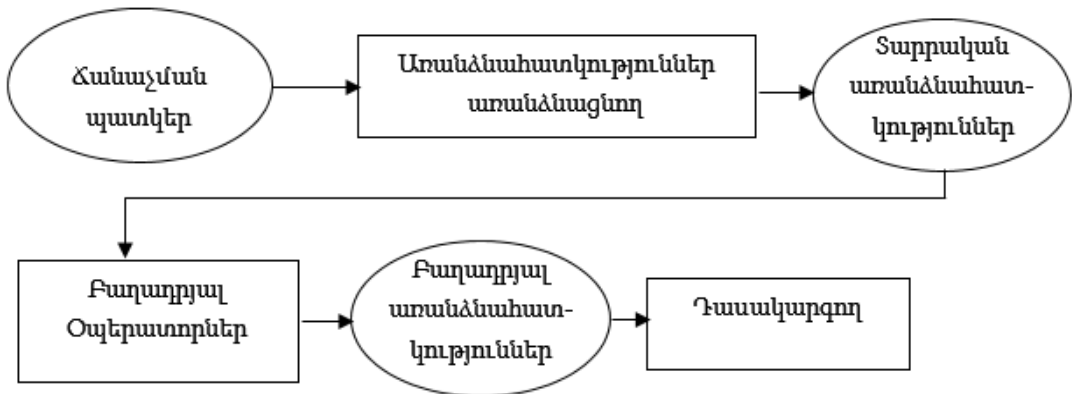 Ճանաչման
պատկեր
Առանձնահատկություններ
առանձնացնող
Տարրական
առանձնահատ-
կություններ
Բաղադրյալ
Օպերատորներ
Բաղադրյալ
առանձնահատ-
կություններ
Դասակարգող